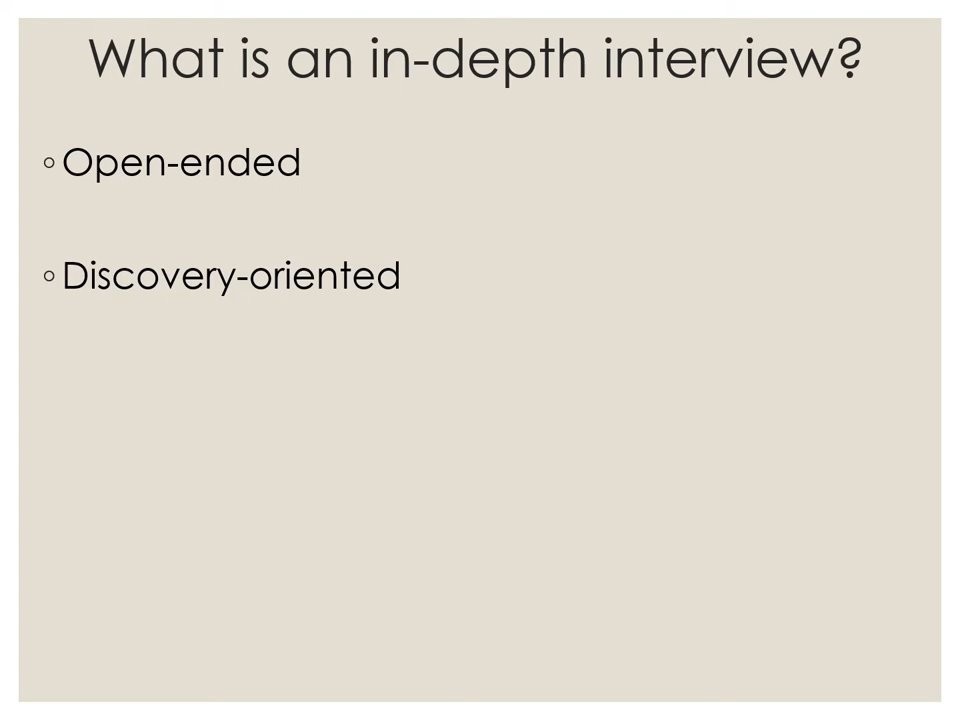 What is an in-depth interview?
◦Open-ended
◦Discovery-oriented